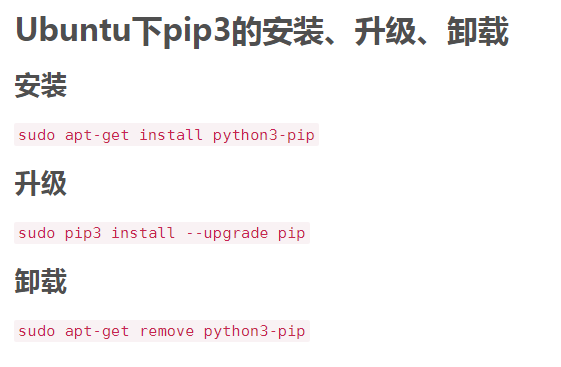 Ubuntu下pip3的安装、升级、卸载
安装
sudo apt-get install python3-pip
升级
sudo pip3 install --upgrade pip
卸载
sudo apt-get remove python3-pip